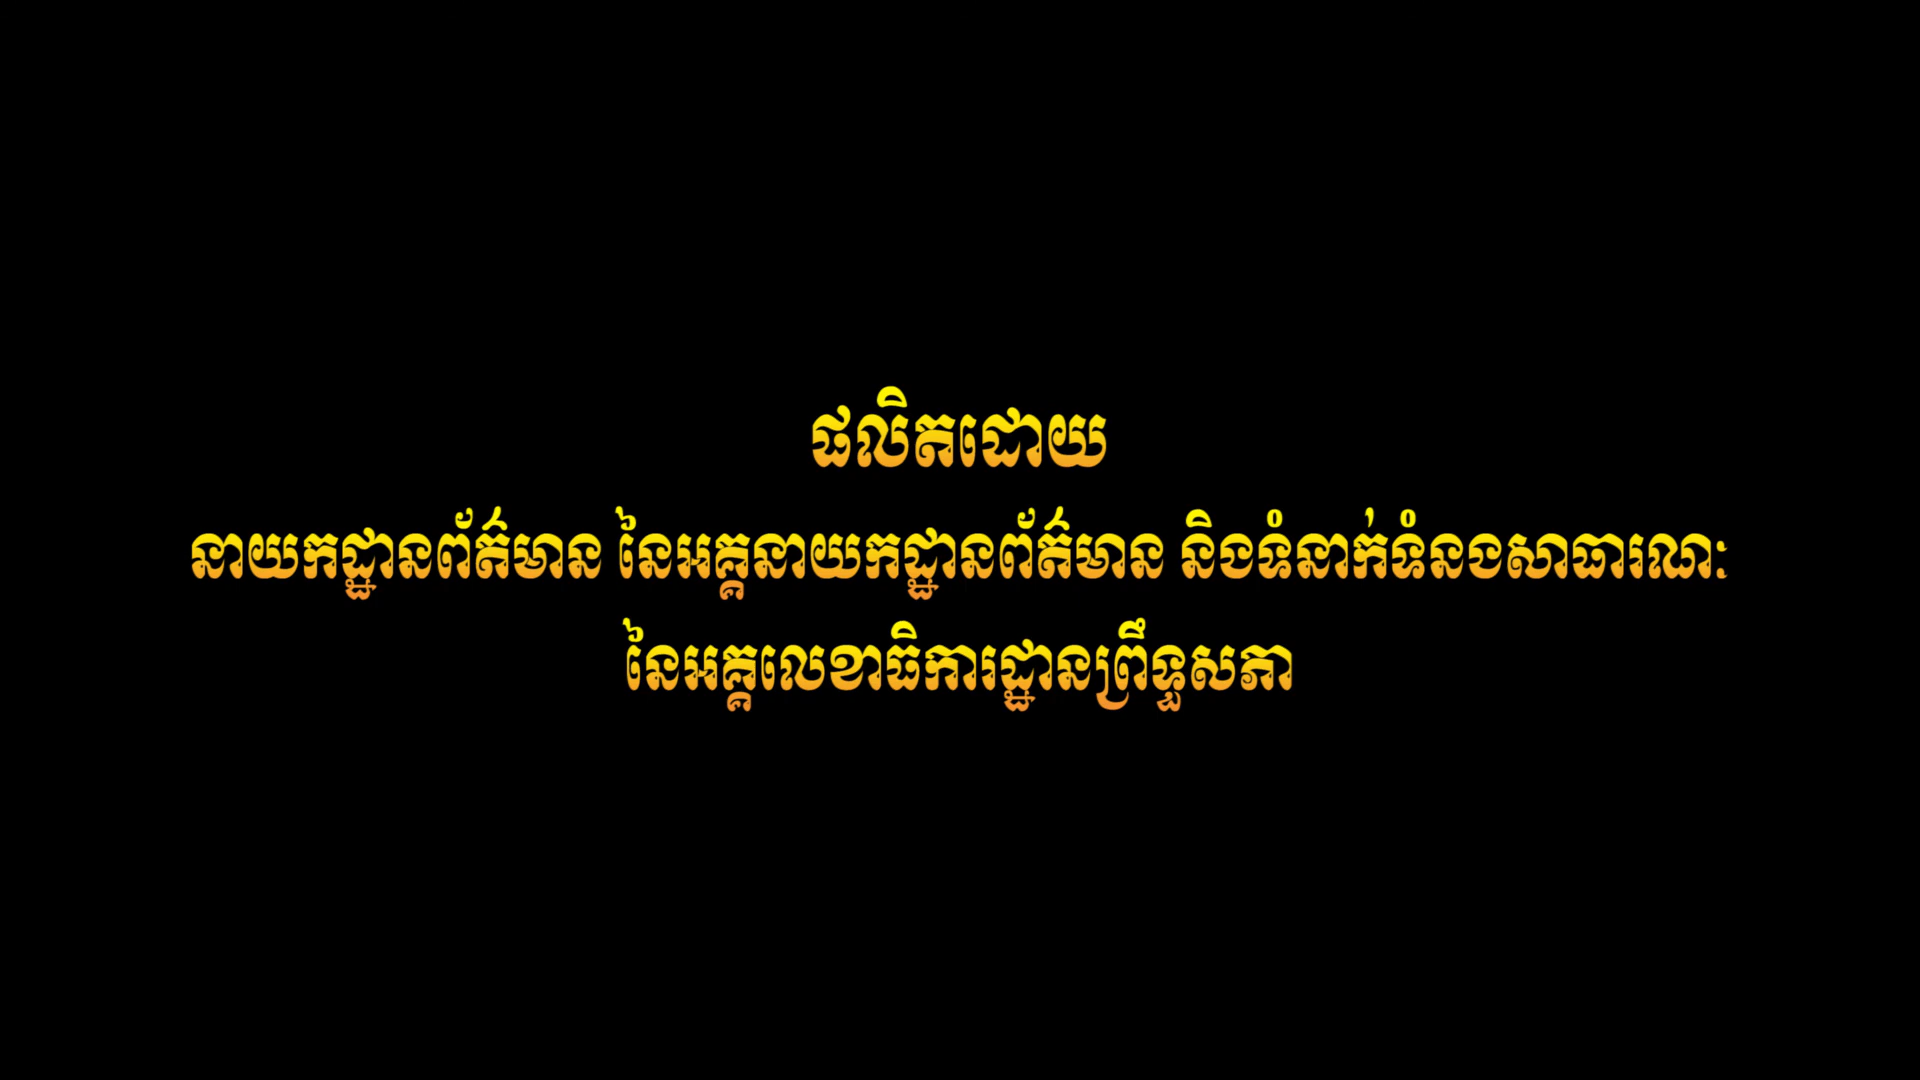 ផលិតដោយ
នាយកដ្ឋានព័ត៌មាន នៃអគ្គនាយកដ្ឋានព័ត៌មាន និងទំនាក់ទំនងសាធារណៈ
នៃអគ្គលេខាធិការដ្ឋានព្រឹទ្ធសភា